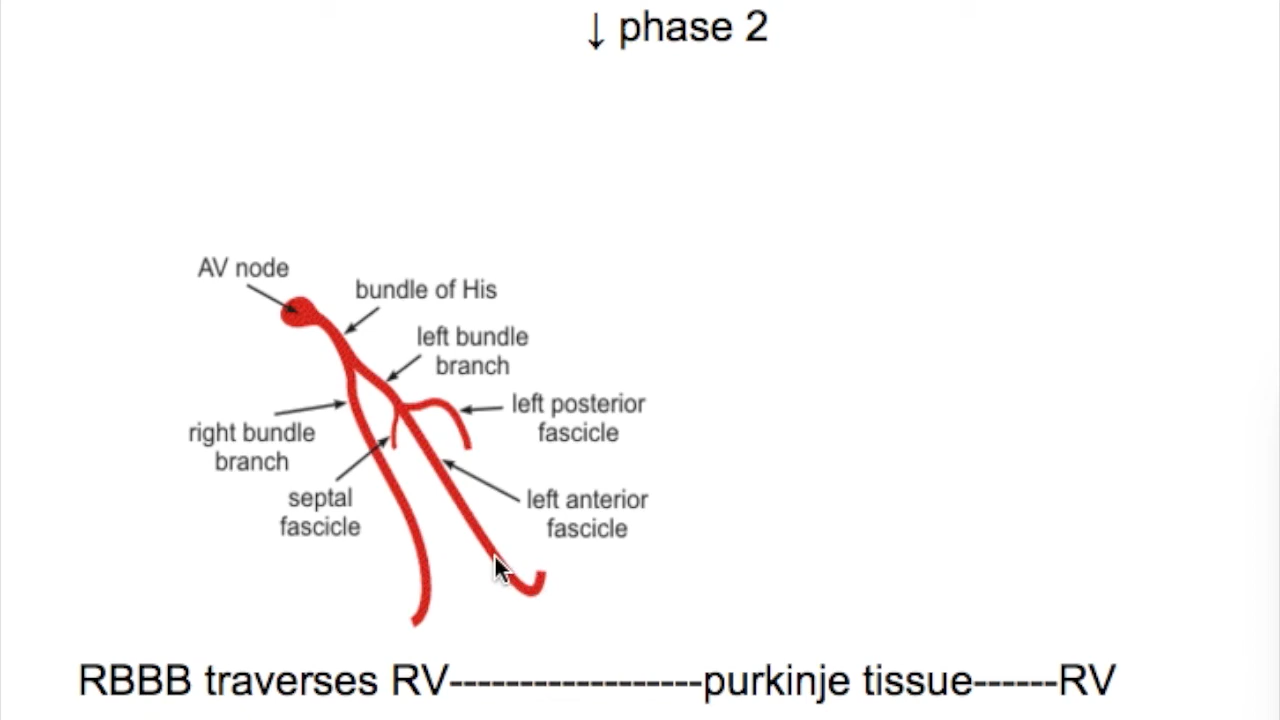 ↓ phase 2
AV node
bundle of His
left bundle
branch
left posterior
fascicle
right bundle
branch
septal
fascicle
left anterior
fascicle
RBBB traverses RV------------------purkinje tissue------RV